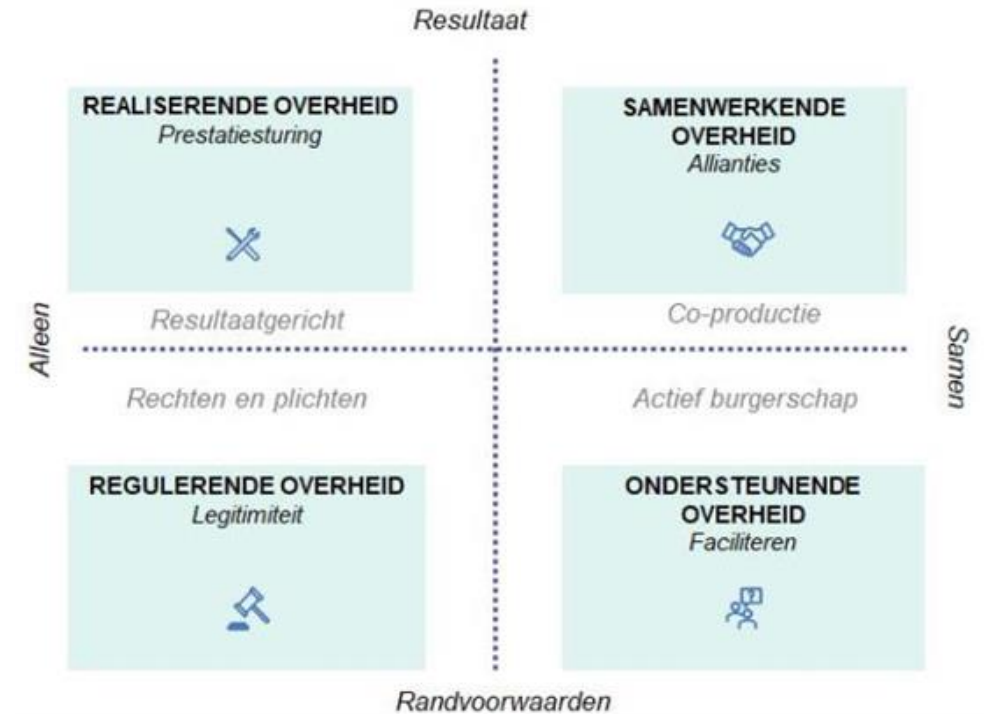 Resultaat
REALISERENDE OVERHEID
Prestatiesturing
SAMENWERKENDE
OVERHEID
Allianties
Resultaatgericht
Co-productie
Alleen
Samen
Rechten en plichten
Actief burgerschap
REGULERENDE OVERHEID
Legitimiteit
ONDERSTEUNENDE
OVERHEID
Faciliteren
?
Randvoorwaarden